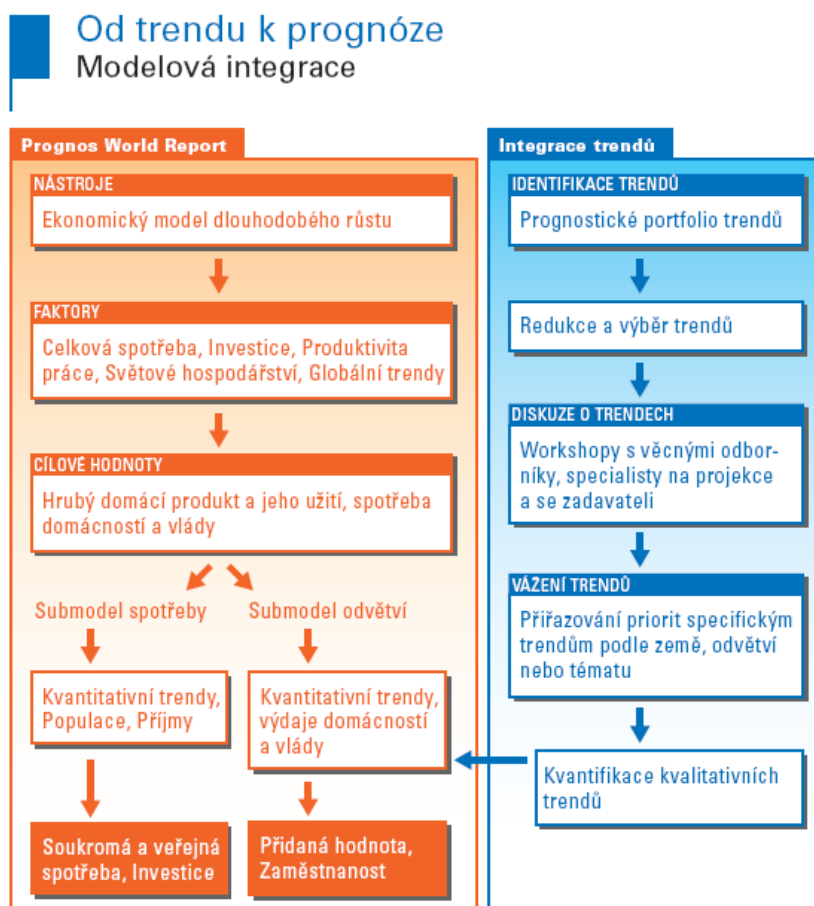 Od trendu k prognóze
Modelová integrace
Prognos World Report
NÁSTROJE
Ekonomický model dlouhodobého růstu
FAKTORY
Celková spotřeba, Investice, Produktivita
práce, Světové hospodářství, Globální trendy
CÍLOVÉ HODNOTY
Hrubý domácí produkt a jeho užití, spotřeba
domácností a vlády
Submodel spotřeby
Submodel odvětví
Kvantitativní trendy,
Populace, Příjmy
Kvantitativní trendy,
výdaje domácností
a vlády
Soukromá a veřejná
spotřeba, Investice
Přidaná hodnota,
Zaměstnanost
Integrace trendů
IDENTIFIKACE TRENDŮ
Prognostické portfolio trendů
Redukce a výběr trendů
DISKUZE O TRENDECH
Workshopy s věcnými odbor-
níky, specialisty na projekce
a se zadavateli
VÁŽENÍ TRENDŮ
Přiřazování priorit specifickým
trendům podle země, odvětví
nebo tématu
Kvantifikace kvalitativních
trendů